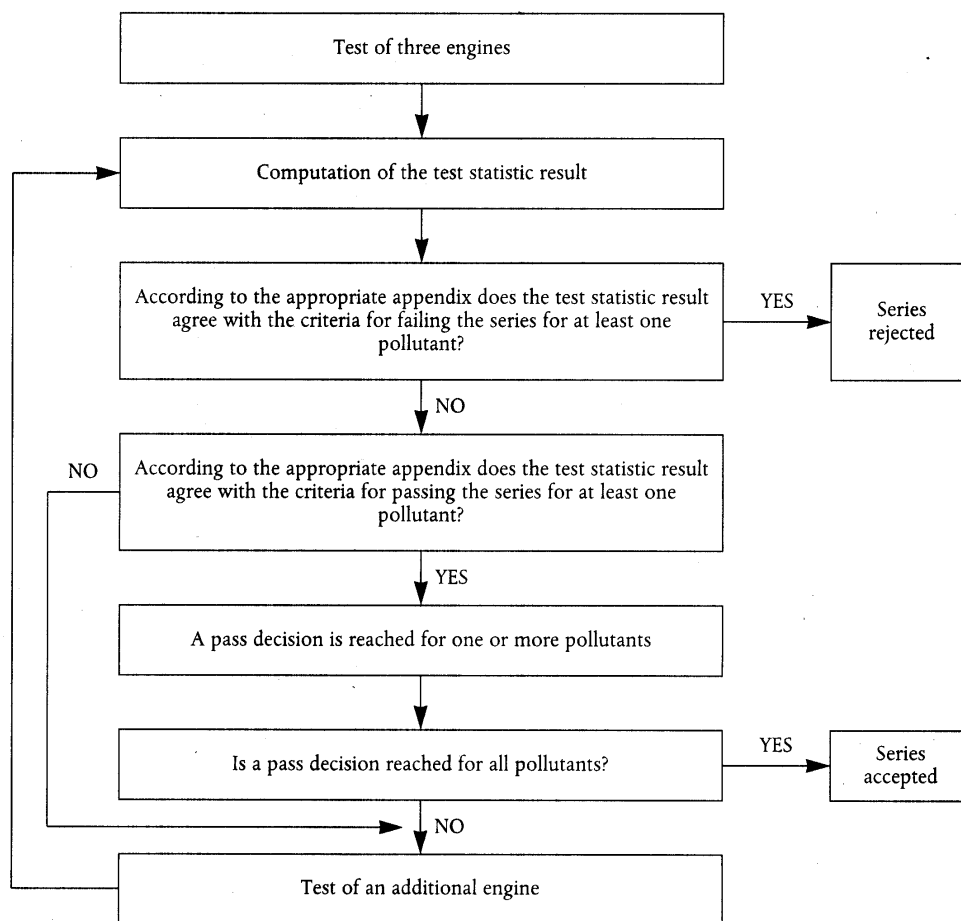 Test of three engines
Computation of the test statistic result
According to the appropriate appendix does the test statistic result
agree with the criteria for failing the series for at least one
pollutant?
YES
Series
rejected
NO
According to the appropriate appendix does the test statistic result
agree with the criteria for passing the series for at least one
pollutant?
NO
YES
A pass decision is reached for one or more pollutants
Is a pass decision reached for all pollutants?
YES
Series
accepted
NO
Test of an additional engine